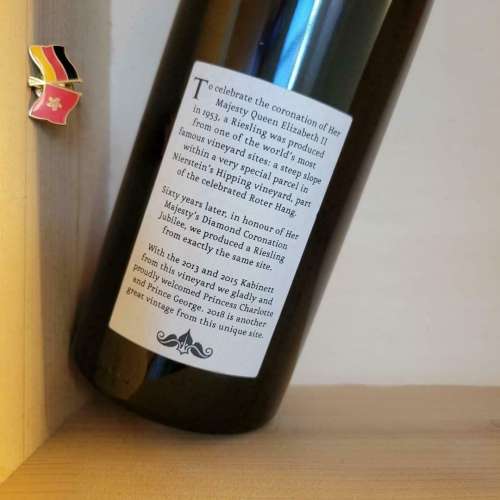 To celebrate the coronation of Her
Majesty Queen Elizabeth II
in 1953, a Riesling was produced
from one of the world's most
famous vineyard sites: a steep slope
within a very special parcel in
Nierstein's Hipping vineyard, part
of the celebrated Roter Hang.
Sixty years later, in honour of Her
Majesty's Diamond Coronation
Jubilee, we produced a Riesling
from exactly the same site.
With the 2013 and 2015 Kabinett
from this vineyard we gladly and
proudly welcomed Princess Charlotte
and Prince George. 2018 is another
great vintage from this unique site.